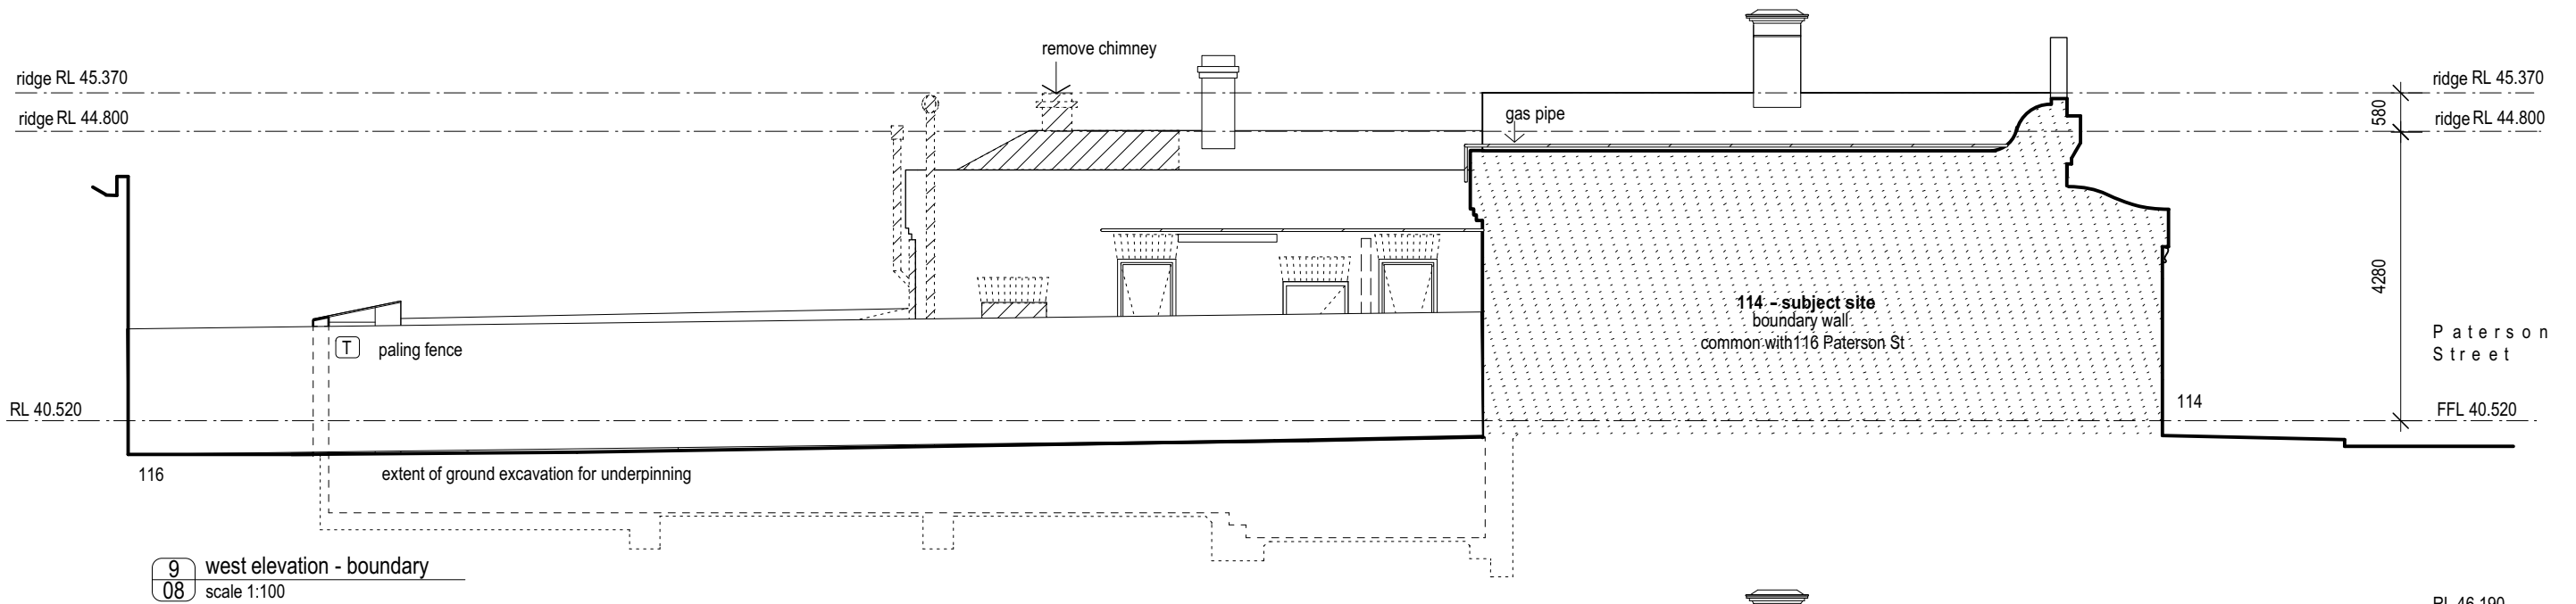 remove chimney
ridge RL 45.370
ridge RL 44.800
gas pipe
ridge RL 45.370
580
ridge RL 44.800
4280
114 - subject site
boundary wall
common with116 Paterson St
Paterson
Street
T
paling fence
RL 40.520
114
FFL 40.520
116
extent of ground excavation for underpinning
9
08
west elevation - boundary
scale 1:100
RL 46.190